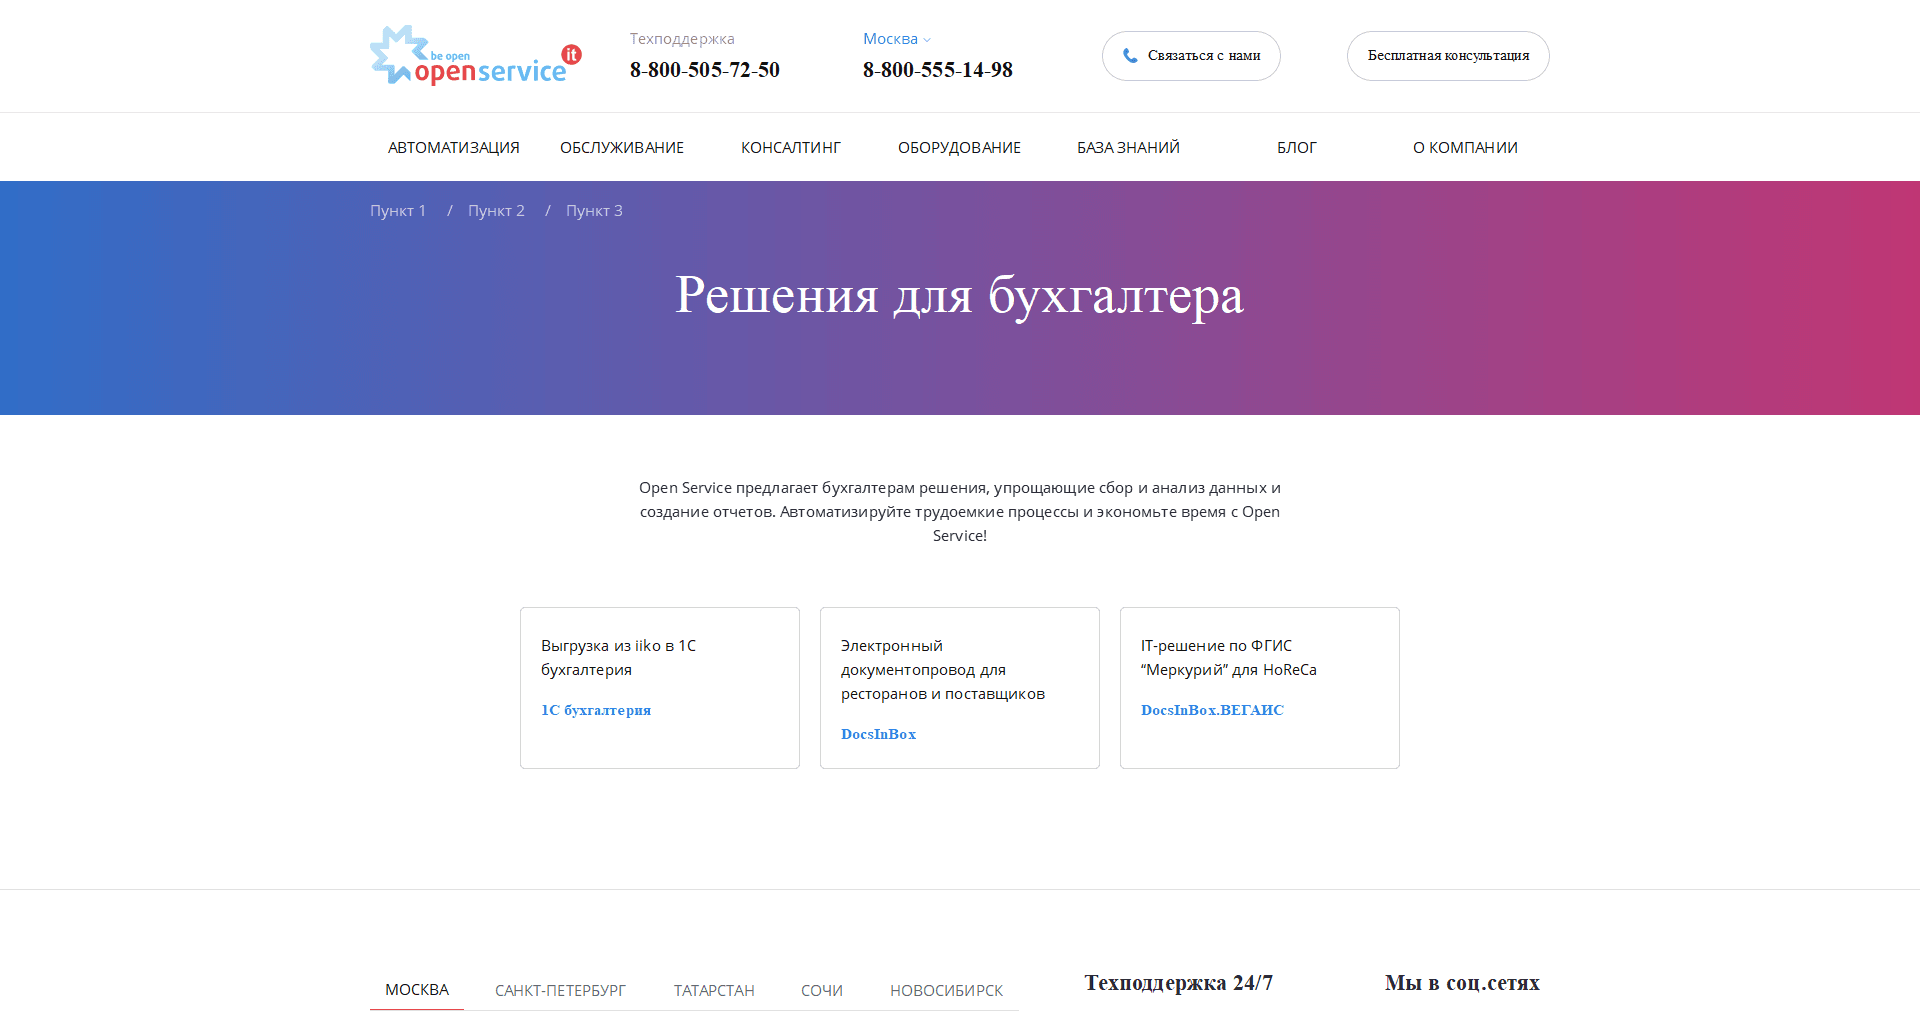 be open
openservice
it
Техподдержка
8-800-505-72-50
Москва
8-800-555-14-98
Связаться с нами
Бесплатная консультация
АВТОМАТИЗАЦИЯ
ОБСЛУЖИВАНИЕ
КОНСАЛТИНГ
ОБОРУДОВАНИЕ
БАЗА ЗНАНИЙ
БЛОГ
О КОМПАНИИ
Пункт 1 / Пункт 2 / Пункт 3
Решения для бухгалтера
Open Service предлагает бухгалтерам решения, упрощающие сбор и анализ данных и
создание отчетов. Автоматизируйте трудоемкие процессы и экономьте время с Open
Service!
Выгрузка из iiko в 1С
бухгалтерия
1С бухгалтерия
Электронный
документопровод для
ресторанов и поставщиков
DocsInBox
IT-решение по ФГИС
“Меркурий” для HoReCa
DocsInBox.ВЕГАИС
МОСКВА
САНКТ-ПЕТЕРБУРГ
ТАТАРСТАН
СОЧИ
НОВОСИБИРСК
Техподдержка 24/7
Мы в соц.сетях